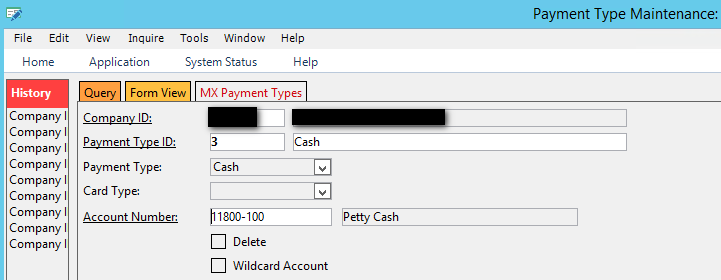 Payment Type Maintenance:
File Edit View Inquire Tools Window Help
Home Application System Status Help
History Query Form View MX Payment Types
Company I
Company I
Company I
Company I
Company I
Company I
Company I
Company I
Company I
Company ID:
Payment Type ID: 3 Cash
Payment Type: Cash
Card Type:
Account Number: 11800-100 Petty Cash
Delete
Wildcard Account